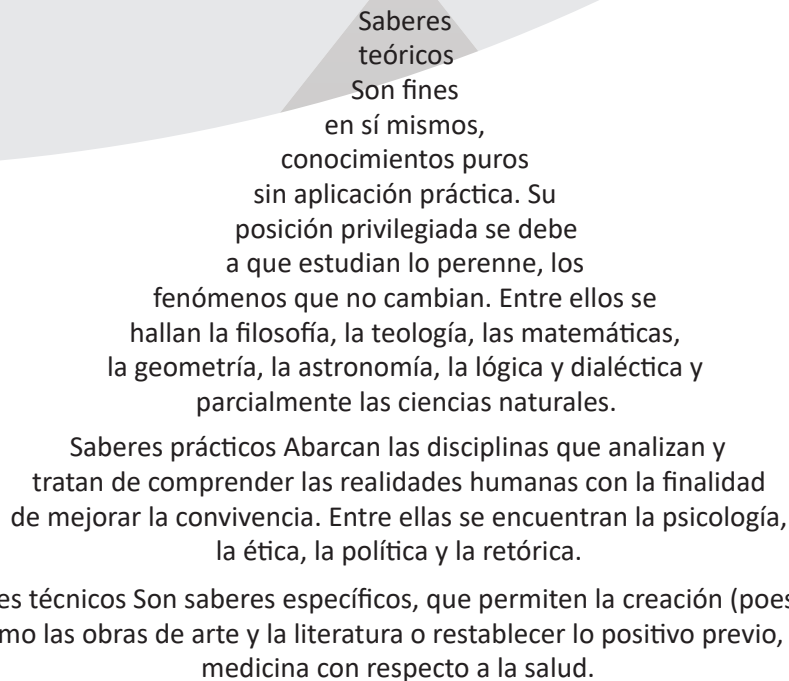 Saberes
teóricos
Son fines
en sí mismos,
conocimientos puros
sin aplicación práctica. Su
posición privilegiada se debe
a que estudian lo perenne, los
fenómenos que no cambian. Entre ellos se
hallan la filosofía, la teología, las matemáticas,
la geometría, la astronomía, la lógica y dialéctica y
parcialmente las ciencias naturales.
Saberes prácticos Abarcan las disciplinas que analizan y
tratan de comprender las realidades humanas con la finalidad
de mejorar la convivencia. Entre ellas se encuentran la psicología,
la ética, la política y la retórica.
técnicos Son saberes específicos, que permiten la creación
las obras de arte y la literatura o restablecer lo positivo previo,
medicina con respecto a la salud.